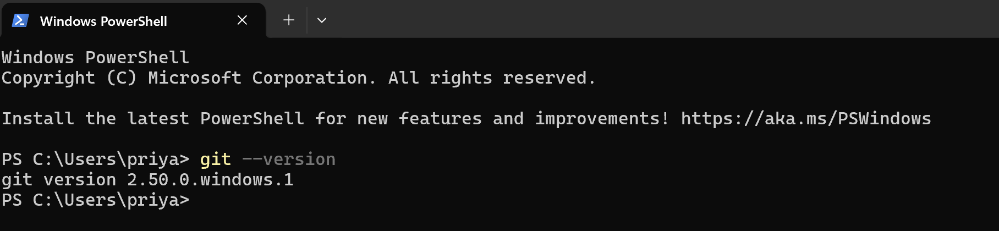 Windows PowerShell
Windows PowerShell
Copyright (C) Microsoft Corporation. All rights reserved.
Install the latest PowerShell for new features and improvements! https://aka.ms/PSWindows
PS C:\Users\priya> git --version
git version 2.50.0.windows.1
PS C:\Users\priya>